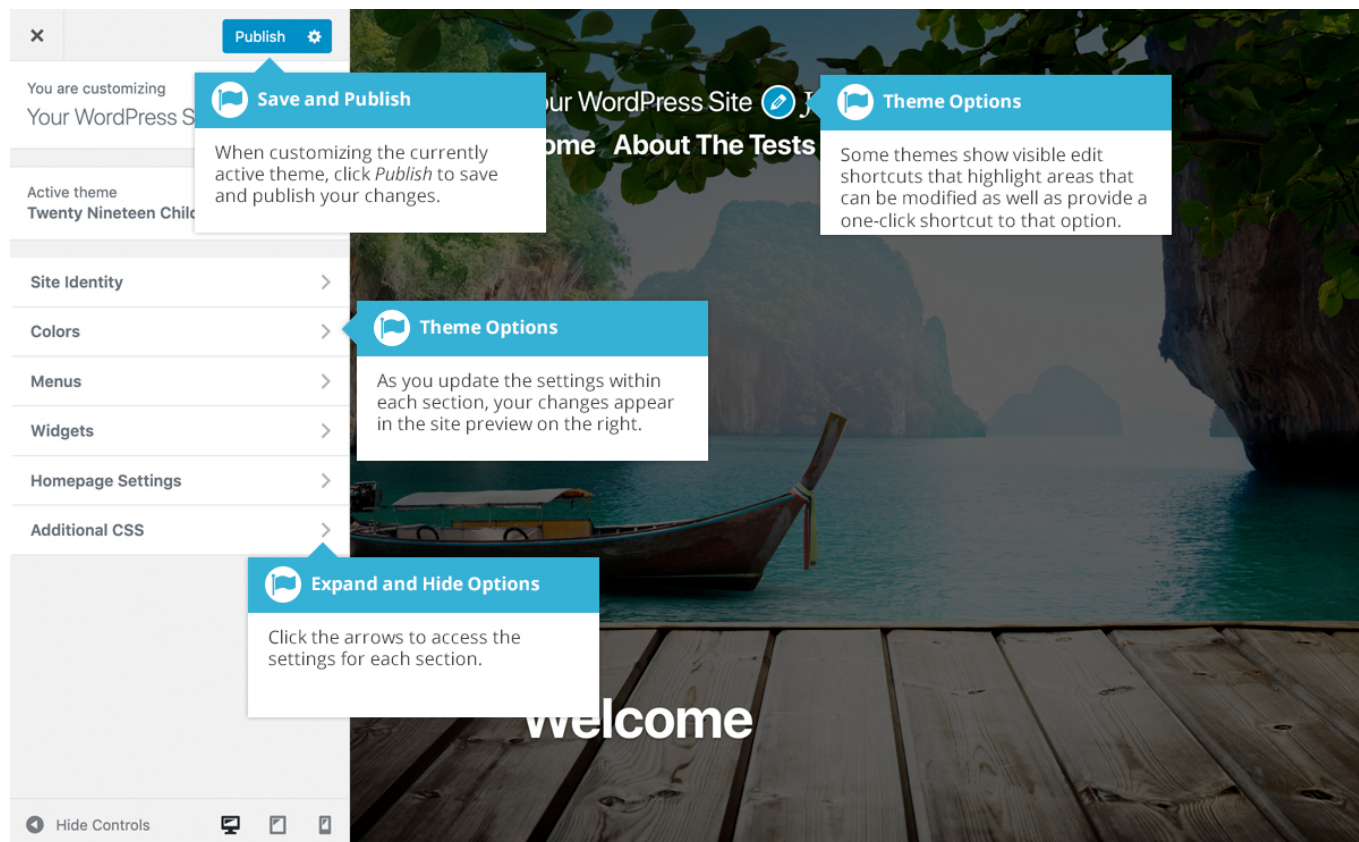 Publish
You are customizing
Your WordPress S
Active theme
Twenty Nineteen Chil
Save and Publish
When customizing the currently
active theme, click Publish to save
and publish your changes.
our WordPress Site
ome About The Tests
Theme Options
Some themes show visible edit
shortcuts that highlight areas that
can be modified as well as provide a
one-click shortcut to that option.
Site Identity
Colors
Menus
Widgets
Homepage Settings
Additional CSS
Theme Options
As you update the settings within
each section, your changes appear
in the site preview on the right.
Expand and Hide Options
Click the arrows to access the
settings for each section.
Welcome
Hide Controls